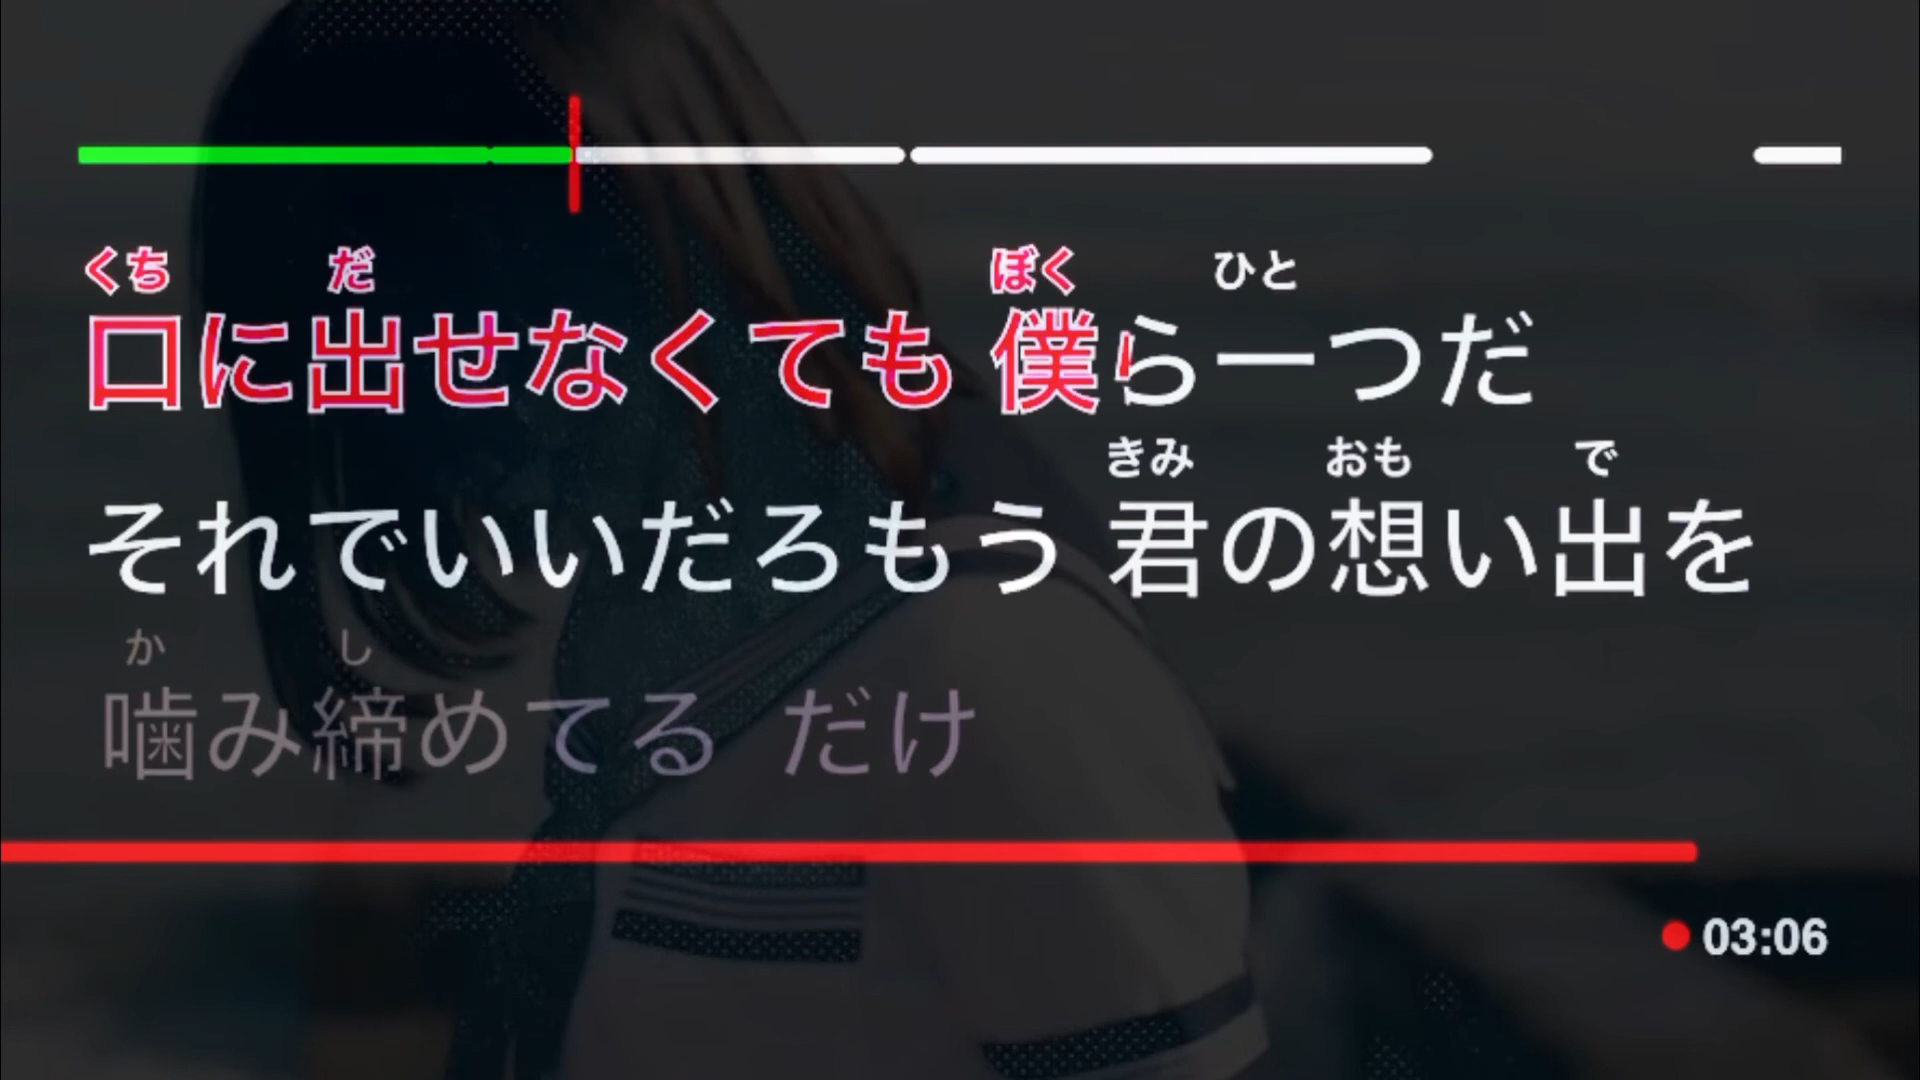 くち だ ぼく ひと
口に出せなくても 僕ら一つだ
きみ おも で
それでいいだろもう 君の想い出を
か し
噛み締めてる だけ
03:06